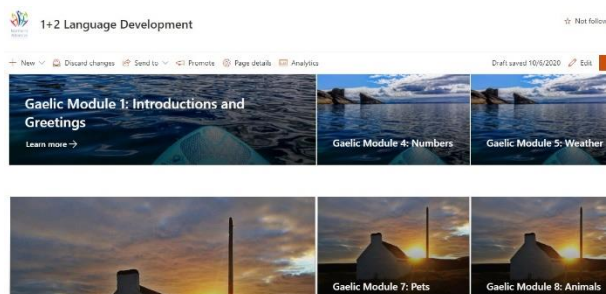 1+2 Language Development
☆ Not follow
+ New Discard changes Send to Promote Page details Analytics
Draft saved 10/6/2020 Edit
Gaelic Module 1: Introductions and
Greetings
Learn more →
Gaelic Module 4: Numbers
Gaelic Module 5: Weather
Gaelic Module 7: Pets
Gaelic Module 8: Animals